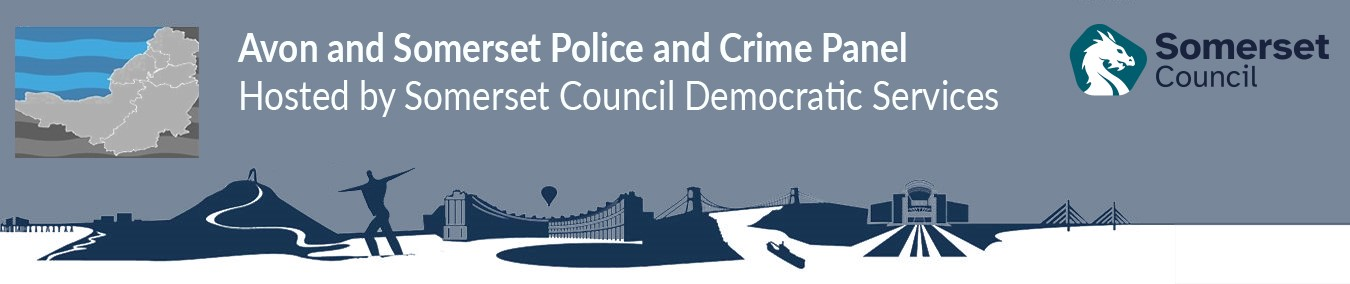 Avon and Somerset Police and Crime Panel
Hosted by Somerset Council Democratic Services
Somerset
Council